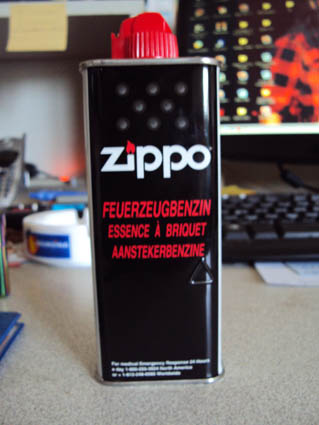 zippo
FEUERZEUGBENZIN
ESSENCE À BRIQUET
AANSTEKERBENZINE
For medical Emergency Response 24 Hours
North America
Worldwide